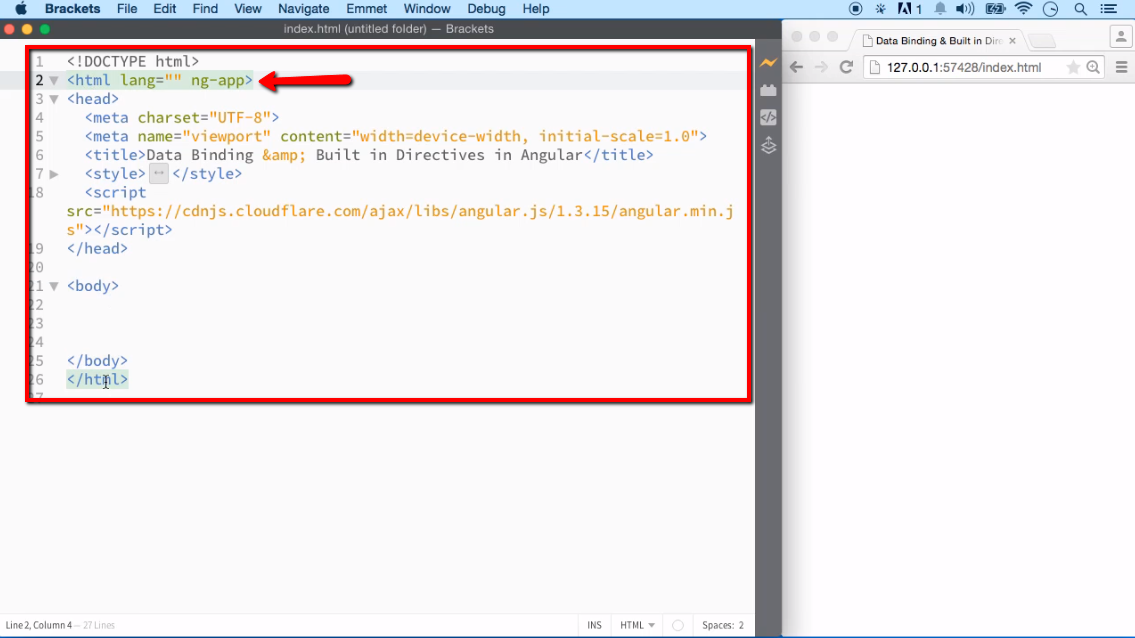 Brackets File Edit Find View Navigate Emmet Window Debug Help 1
index.html (untitled folder) — Brackets
Data Binding & Built in Dire
127.0.0.1:57428/index.html
1 <!DOCTYPE html>
2 <html lang="" ng-app>
3 <head>
4 <meta charset="UTF-8">
5 <meta name="viewport" content="width=device-width, initial-scale=1.0">
6 <title>Data Binding &amp; Built in Directives in Angular</title>
7 <style></style>
18 <script
src="https://cdnjs.cloudflare.com/ajax/libs/angular.js/1.3.15/angular.min.j
s"></script>
19 </head>
20
21 <body>
22
23
24
25 </body>
26 </html>
27
Line 2, Column 4 — 27 Lines
INS HTML Spaces: 2